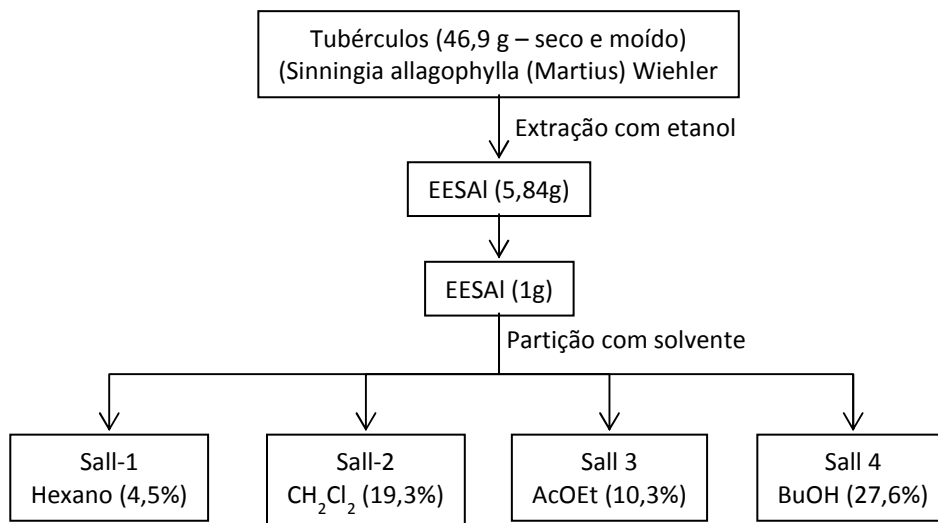 Tubérculos (46,9 g – seco e moído)
(Sinningia allagophylla (Martius) Wiehler
Extração com etanol
EESAl (5,84g)
EESAl (1g)
Partição com solvente
Sall-1
Hexano (4,5%)
Sall-2
CH₂Cl₂ (19,3%)
Sall 3
AcOEt (10,3%)
Sall 4
BuOH (27,6%)